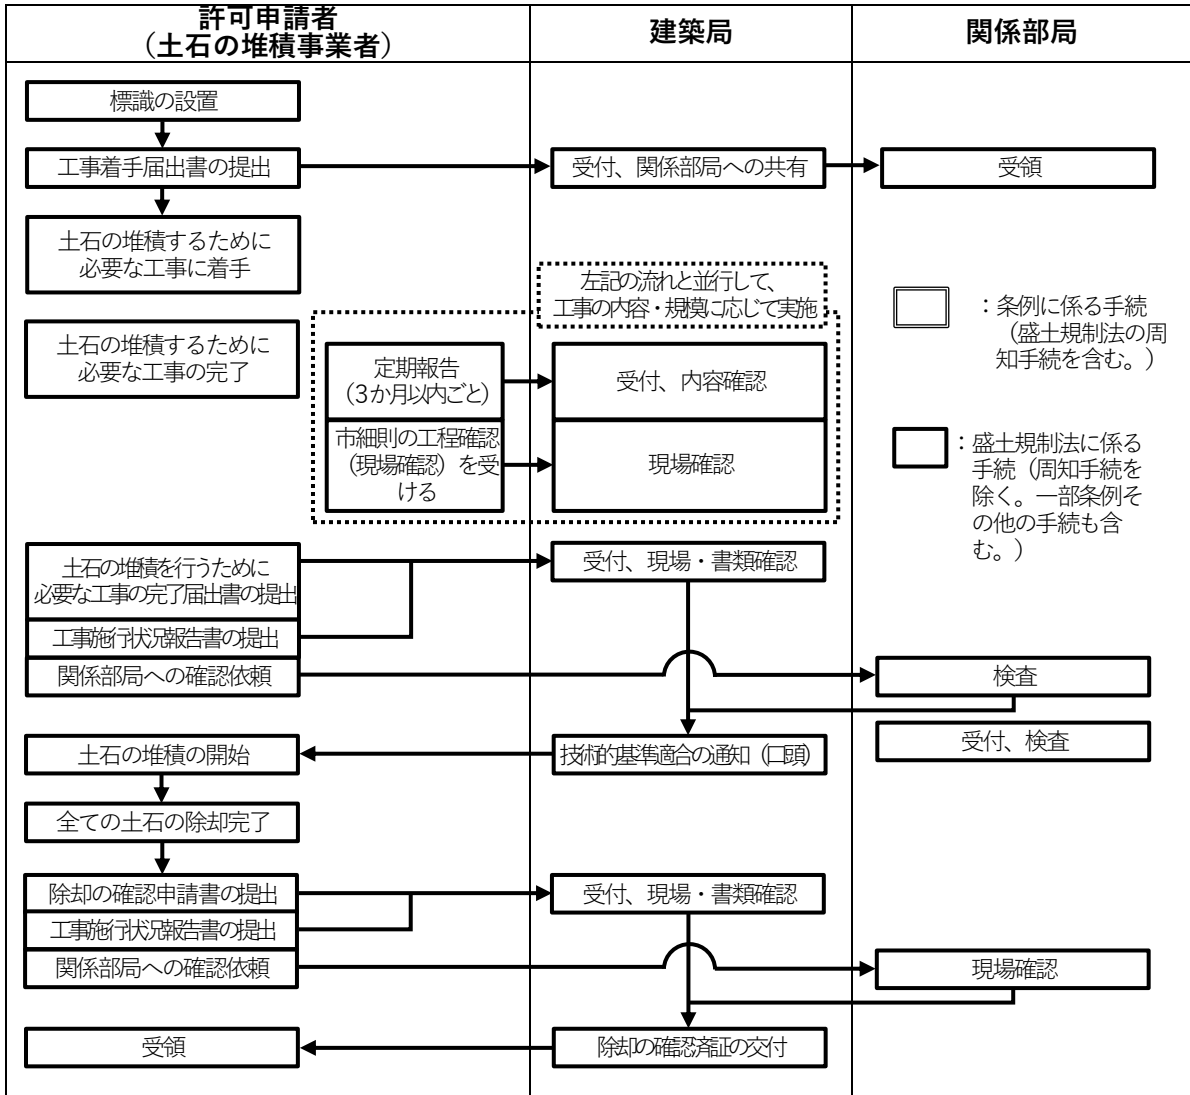 許可申請者
（土石の堆積事業者）
建築局
関係部局
標識の設置
工事着手届出書の提出
受付、関係部局への共有
受領
土石の堆積するために
必要な工事に着手
左記の流れと並行して、
工事の内容・規模に応じて実施
：条例に係る手続
（盛土規制法の周
知手続を含む。）
土石の堆積するために
必要な工事の完了
定期報告
（3か月以内ごと）
受付、内容確認
市細則の工程確認
（現場確認）を受
ける
現場確認
：盛土規制法に係る
手続（周知手続を
除く。一部条例そ
の他の手続も含
む。）
土石の堆積を行うために
必要な工事の完了届出書の提出
受付、現場・書類確認
工事施行状況報告書の提出
関係部局への確認依頼
検査
受付、検査
土石の堆積の開始
技術的基準適合の通知（口頭）
全ての土石の除却完了
除却の確認申請書の提出
受付、現場・書類確認
工事施行状況報告書の提出
関係部局への確認依頼
現場確認
受領
除却の確認済証の交付